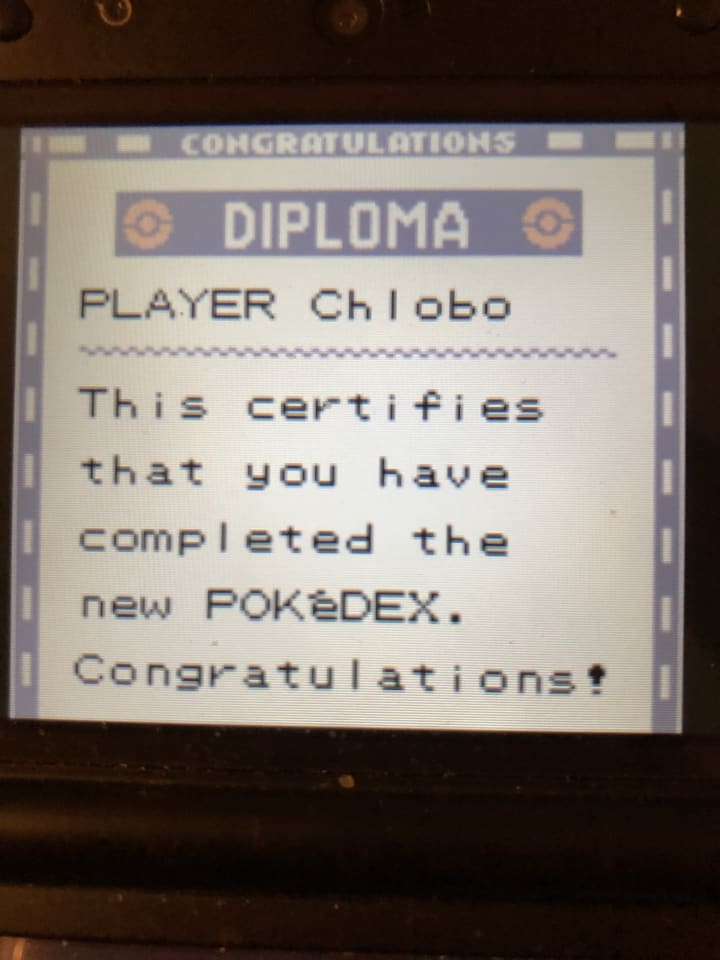 CONGRATULATIONS
DIPLOMA
PLAYER Chlobo
This certifies
that you have
completed the
new POKéDEX.
Congratulations!